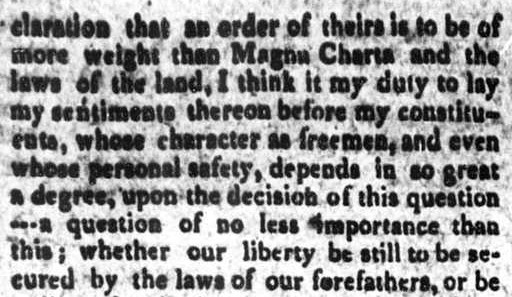 claration that an order of theirs is to be of
more weight than Magna Charta and the
laws of the land, I think it my duty to lay
my sentiments thereon before my constitu-
ents, whose character as freemen, and even
whose personal safety, depends in so great
a degree, upon the decision of this question
---a question of no less importance than
this; whether our liberty be still to be se-
cured by the laws of our forefathers, or be